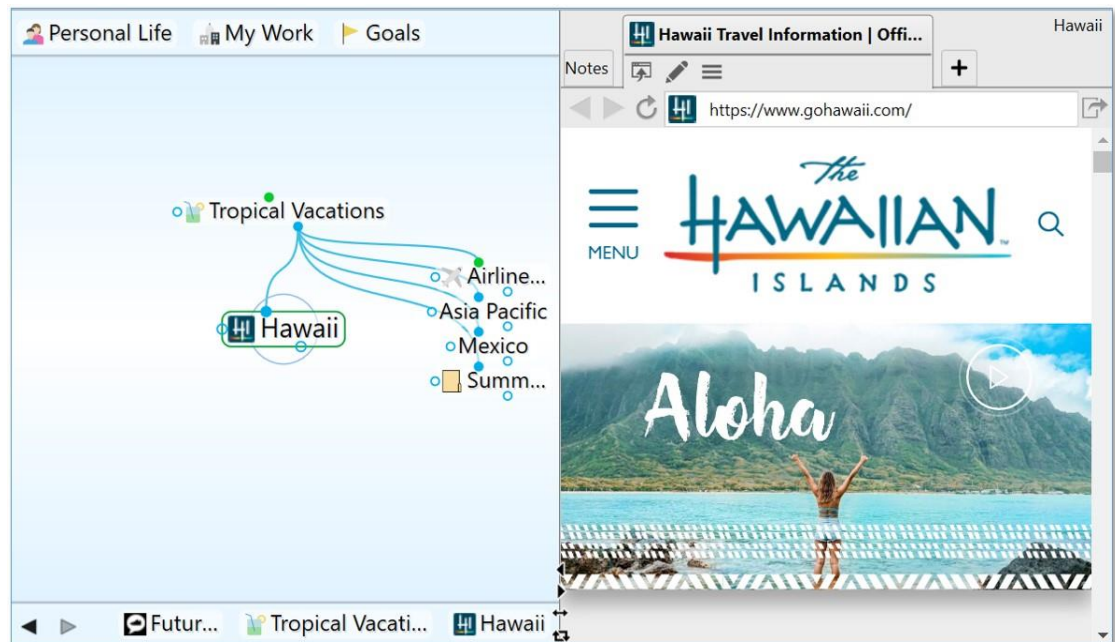 Personal Life My Work Goals
Tropical Vacations
Airline...
Asia Pacific
Hawaii
Mexico
Summ...
Futur... Tropical Vacati... Hawaii
Hawaii Travel Information | Offi... Hawaii
Notes
https://www.gohawaii.com/
The
HAWAIIAN
ISLANDS
MENU
Aloha